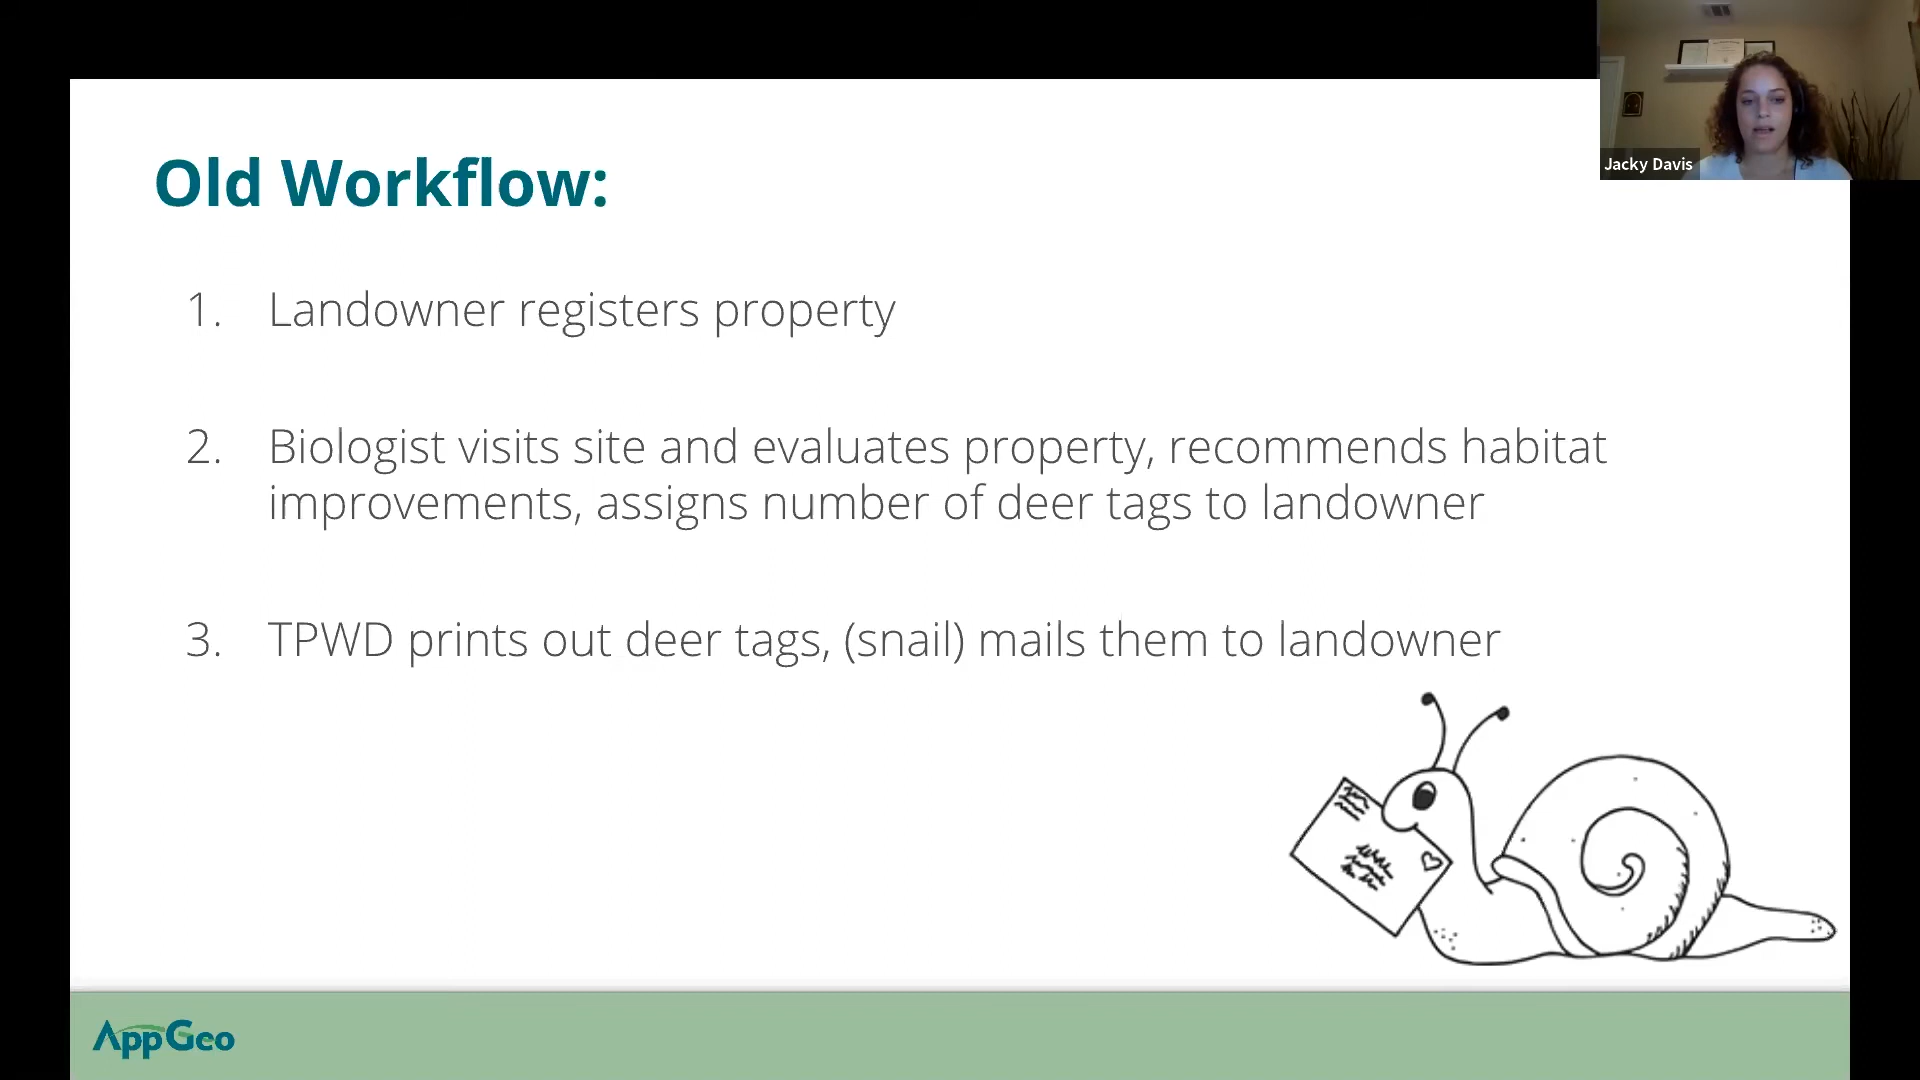 Jacky Davis
Old Workflow:
1. Landowner registers property
2. Biologist visits site and evaluates property, recommends habitat
improvements, assigns number of deer tags to landowner
3. TPWD prints out deer tags, (snail) mails them to landowner
AppGeo